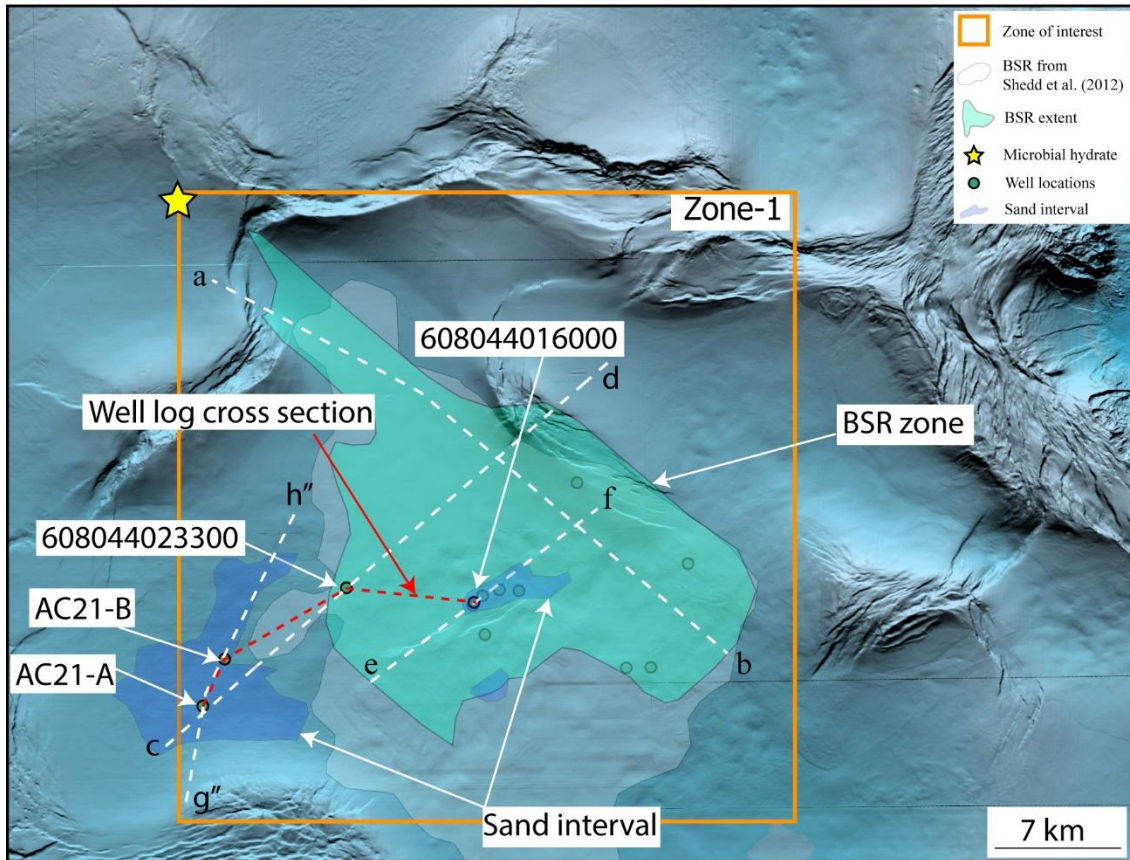 Zone of interest
BSR from
Shedd et al. (2012)
BSR extent
Microbial hydrate
Well locations
Sand interval
Zone-1
a
608044016000
d
Well log cross section
BSR zone
f
h″
608044023300
AC21-B
e
b
AC21-A
c
g″
Sand interval
7 km